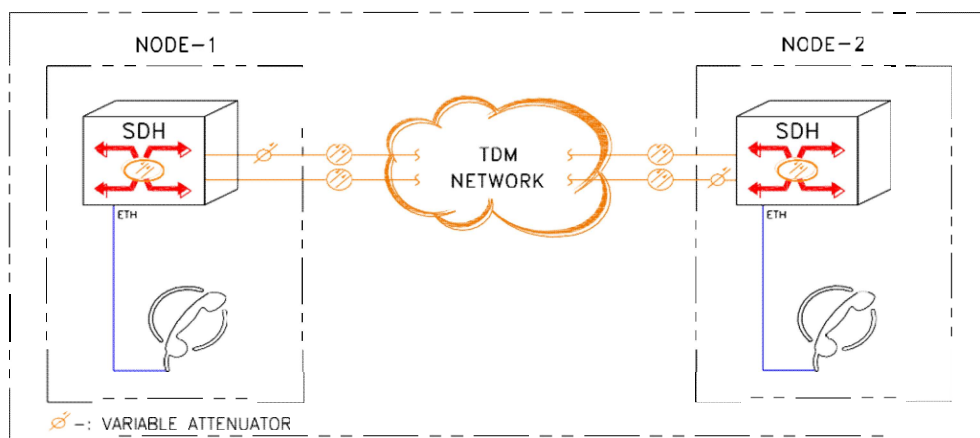 NODE-1
NODE-2
SDH
TDM
NETWORK
SDH
ETH
ETH
-: VARIABLE ATTENUATOR